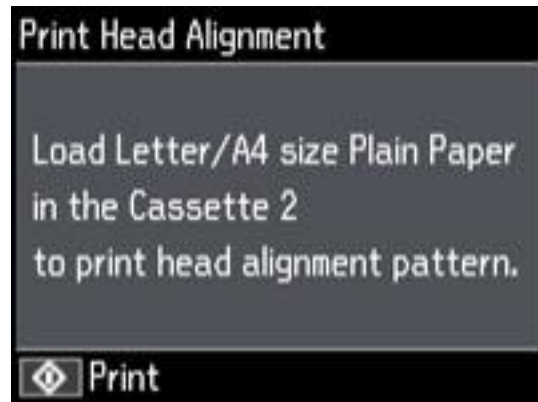 Print Head Alignment
Load Letter/A4 size Plain Paper
in the Cassette 2
to print head alignment pattern.
Print